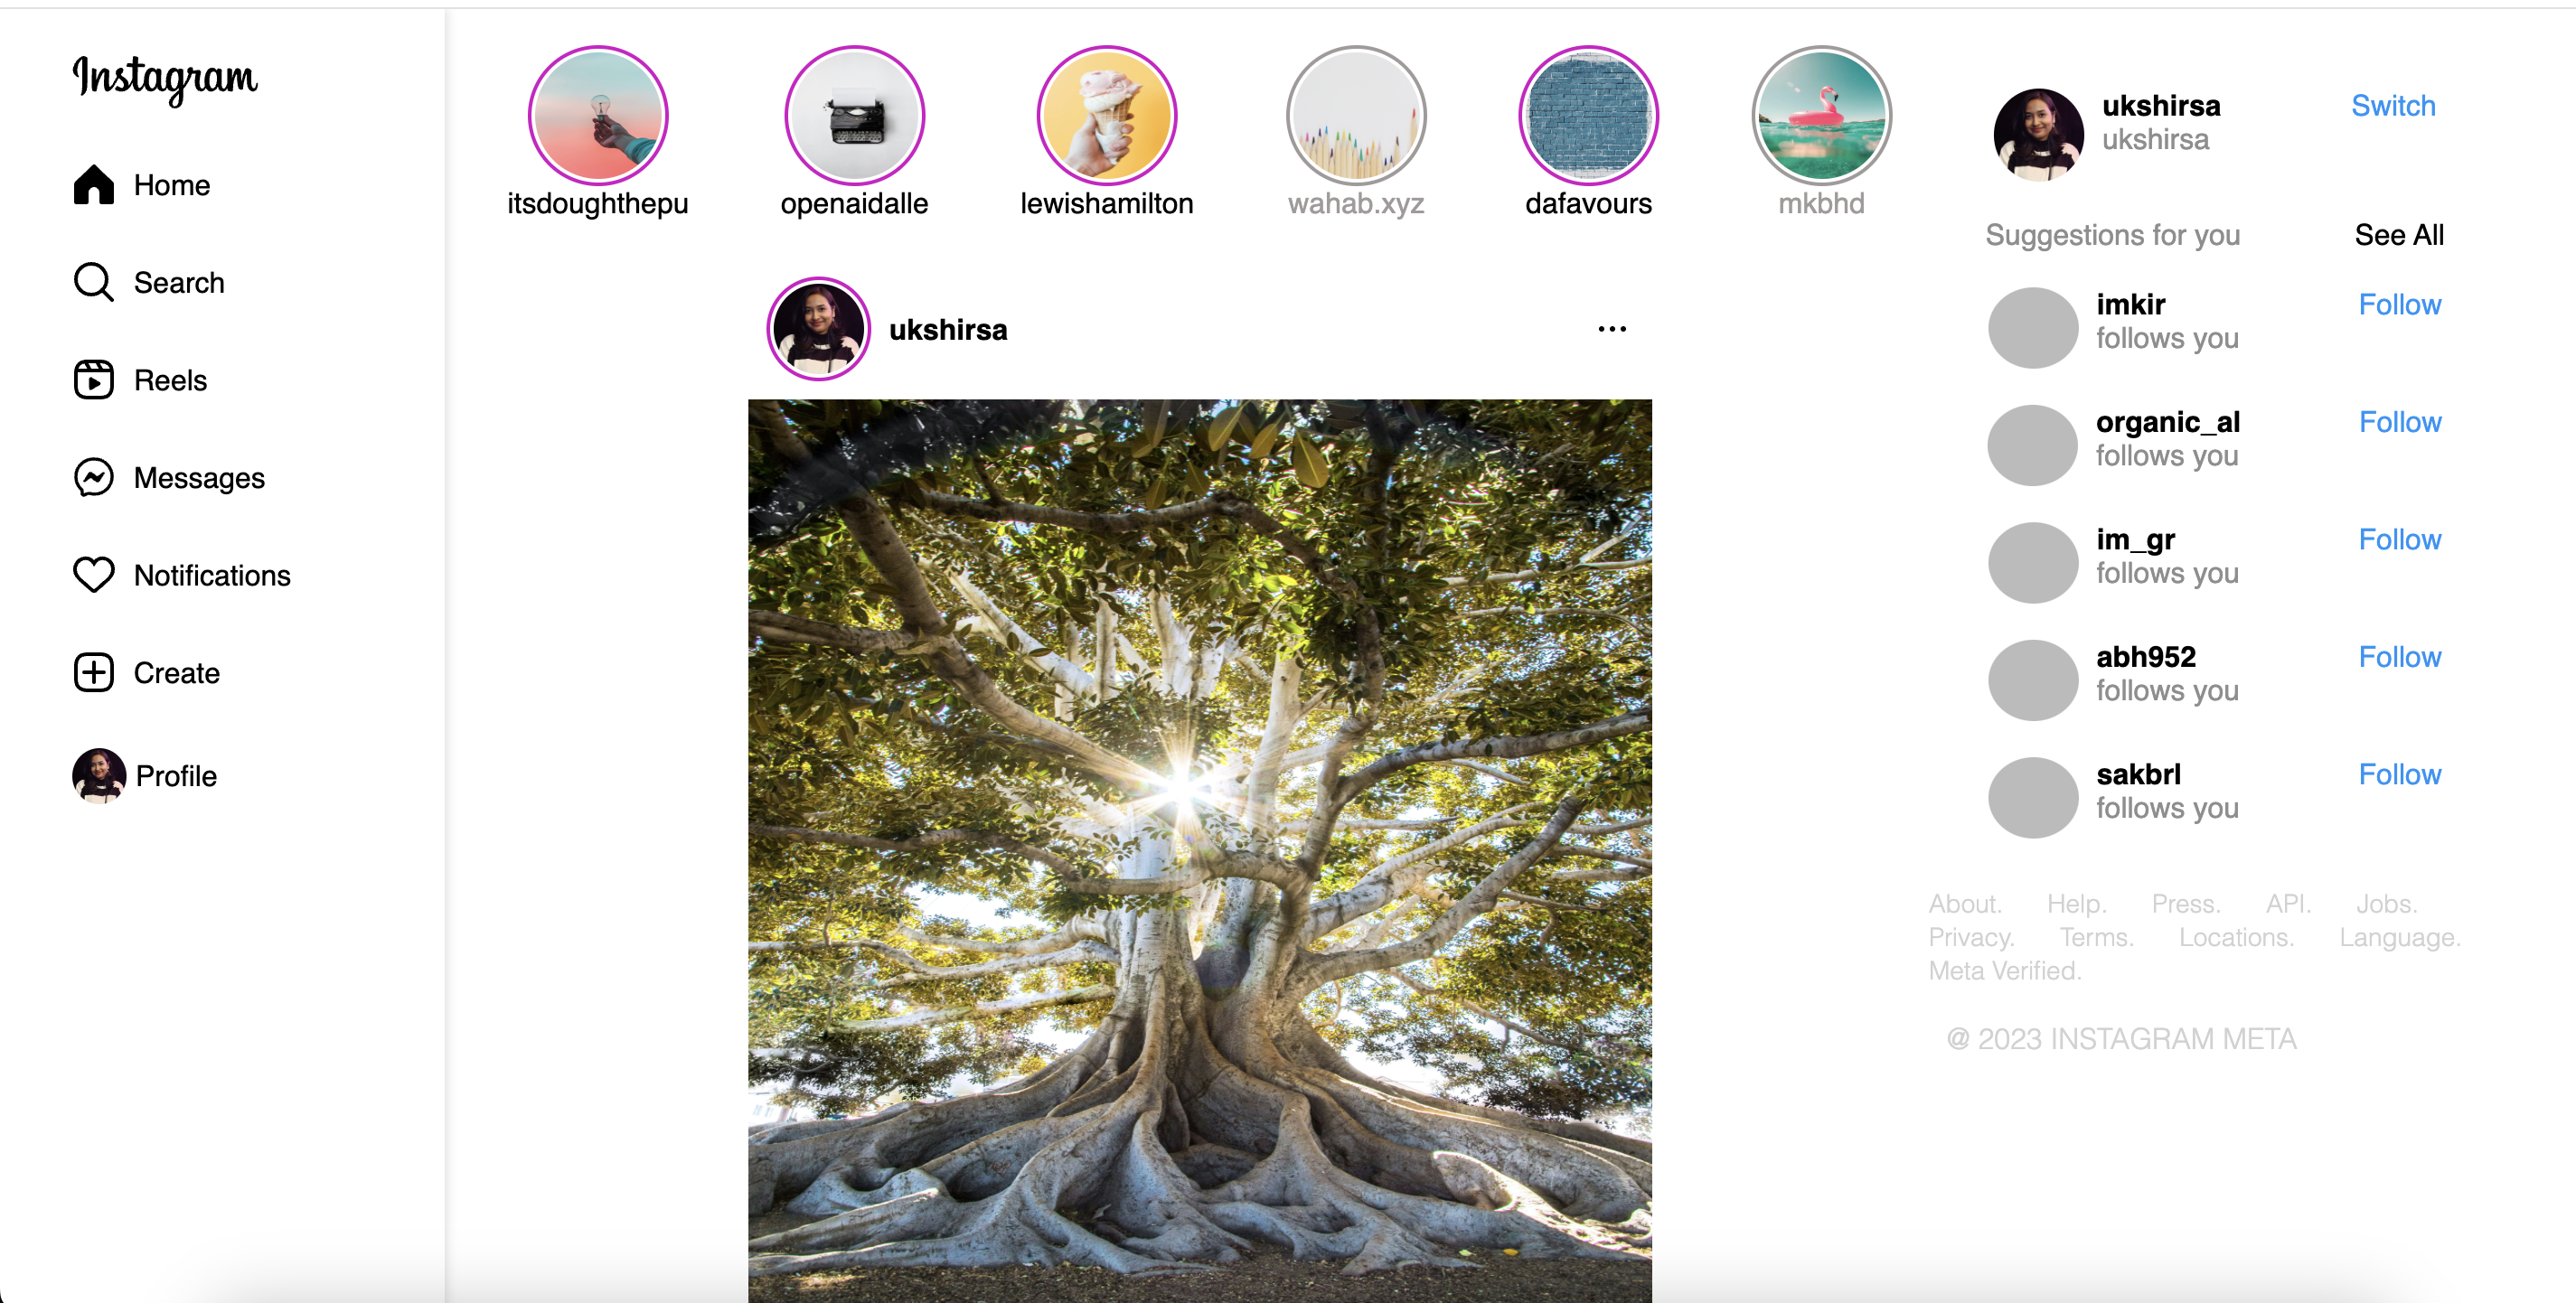 Instagram
Home
Search
Reels
Messages
Notifications
Create
Profile
itsdoughthepu
openaidalle
lewishamilton
wahab.xyz
dafavours
mkbhd
ukshirsa
ukshirsa
ukshirsa
Switch
Suggestions for you
See All
imkir
follows you
Follow
organic_al
follows you
Follow
im_gr
follows you
Follow
abh952
follows you
Follow
sakbrl
follows you
Follow
About. Help. Press. API. Jobs.
Privacy. Terms. Locations. Language.
Meta Verified.
@ 2023 INSTAGRAM META